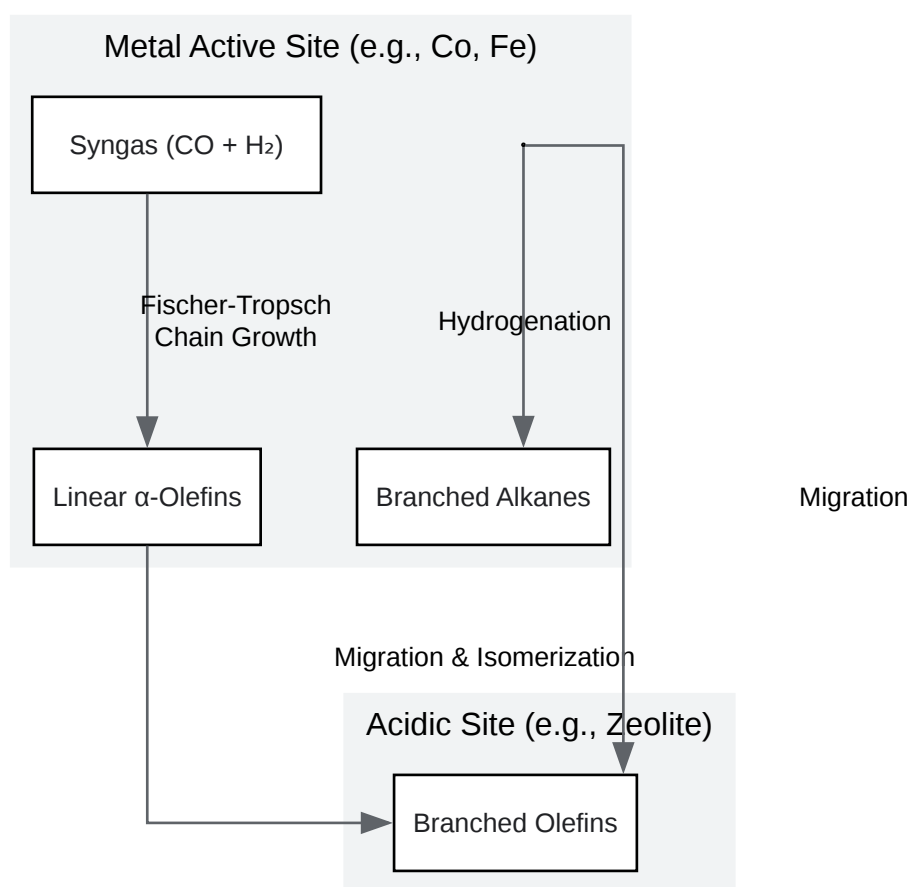 Metal Active Site (e.g., Co, Fe)
Syngas (CO + H₂)
Fischer-Tropsch
Chain Growth
Hydrogenation
Linear α-Olefins
Branched Alkanes
Migration
Migration & Isomerization
Acidic Site (e.g., Zeolite)
Branched Olefins